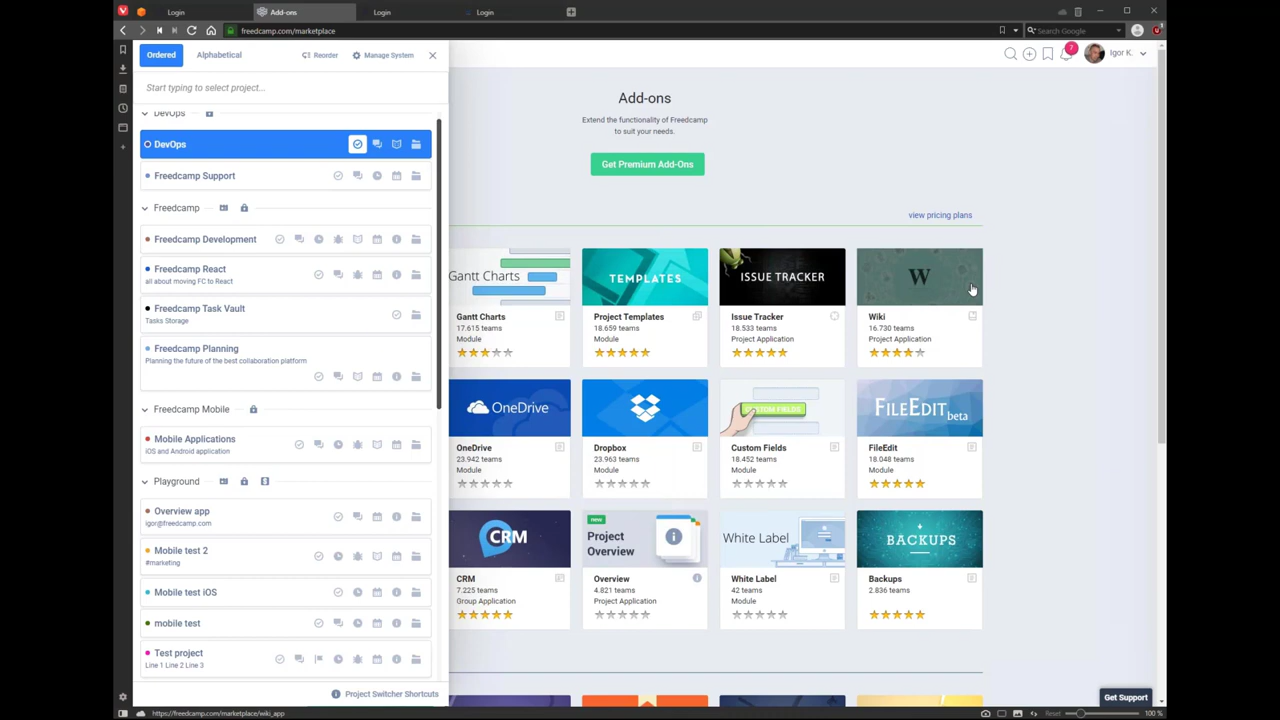 Login
Add-ons
Login
Login
freedcamp.com/marketplace
Search Google
Ordered
Alphabetical
Reorder
Manage System
7
Igor K.
Start typing to select project...
DevOps
DevOps
Freedcamp Support
Freedcamp
Freedcamp Development
Freedcamp React
all about moving FC to React
Freedcamp Task Vault
Tasks Storage
Freedcamp Planning
Planning the future of the best collaboration platform
Freedcamp Mobile
Mobile Applications
iOS and Android application
Playground
Overview app
igor@freedcamp.com
Mobile test 2
#marketing
Mobile test iOS
mobile test
Test project
Line 1 Line 2 Line 3
Project Switcher Shortcuts
Add-ons
Extend the functionality of Freedcamp
to suit your needs.
Get Premium Add-Ons
view pricing plans
Gantt Charts
TEMPLATES
ISSUE TRACKER
W
Gantt Charts
Project Templates
Issue Tracker
Wiki
17.615 teams
18.659 teams
18.533 teams
16.730 teams
Module
Module
Project Application
Project Application
OneDrive
CUSTOM FIELDS
FILEEDIT beta
OneDrive
Dropbox
Custom Fields
FileEdit
23.942 teams
23.963 teams
18.452 teams
18.048 teams
Module
Module
Module
Module
CRM
new
Project
Overview
White Label
BACKUPS
CRM
Overview
White Label
Backups
7.225 teams
4.821 teams
42 teams
2.836 teams
Group Application
Project Application
Module
Get Support
https://freedcamp.com/marketplace/wiki_app
Reset
100 %